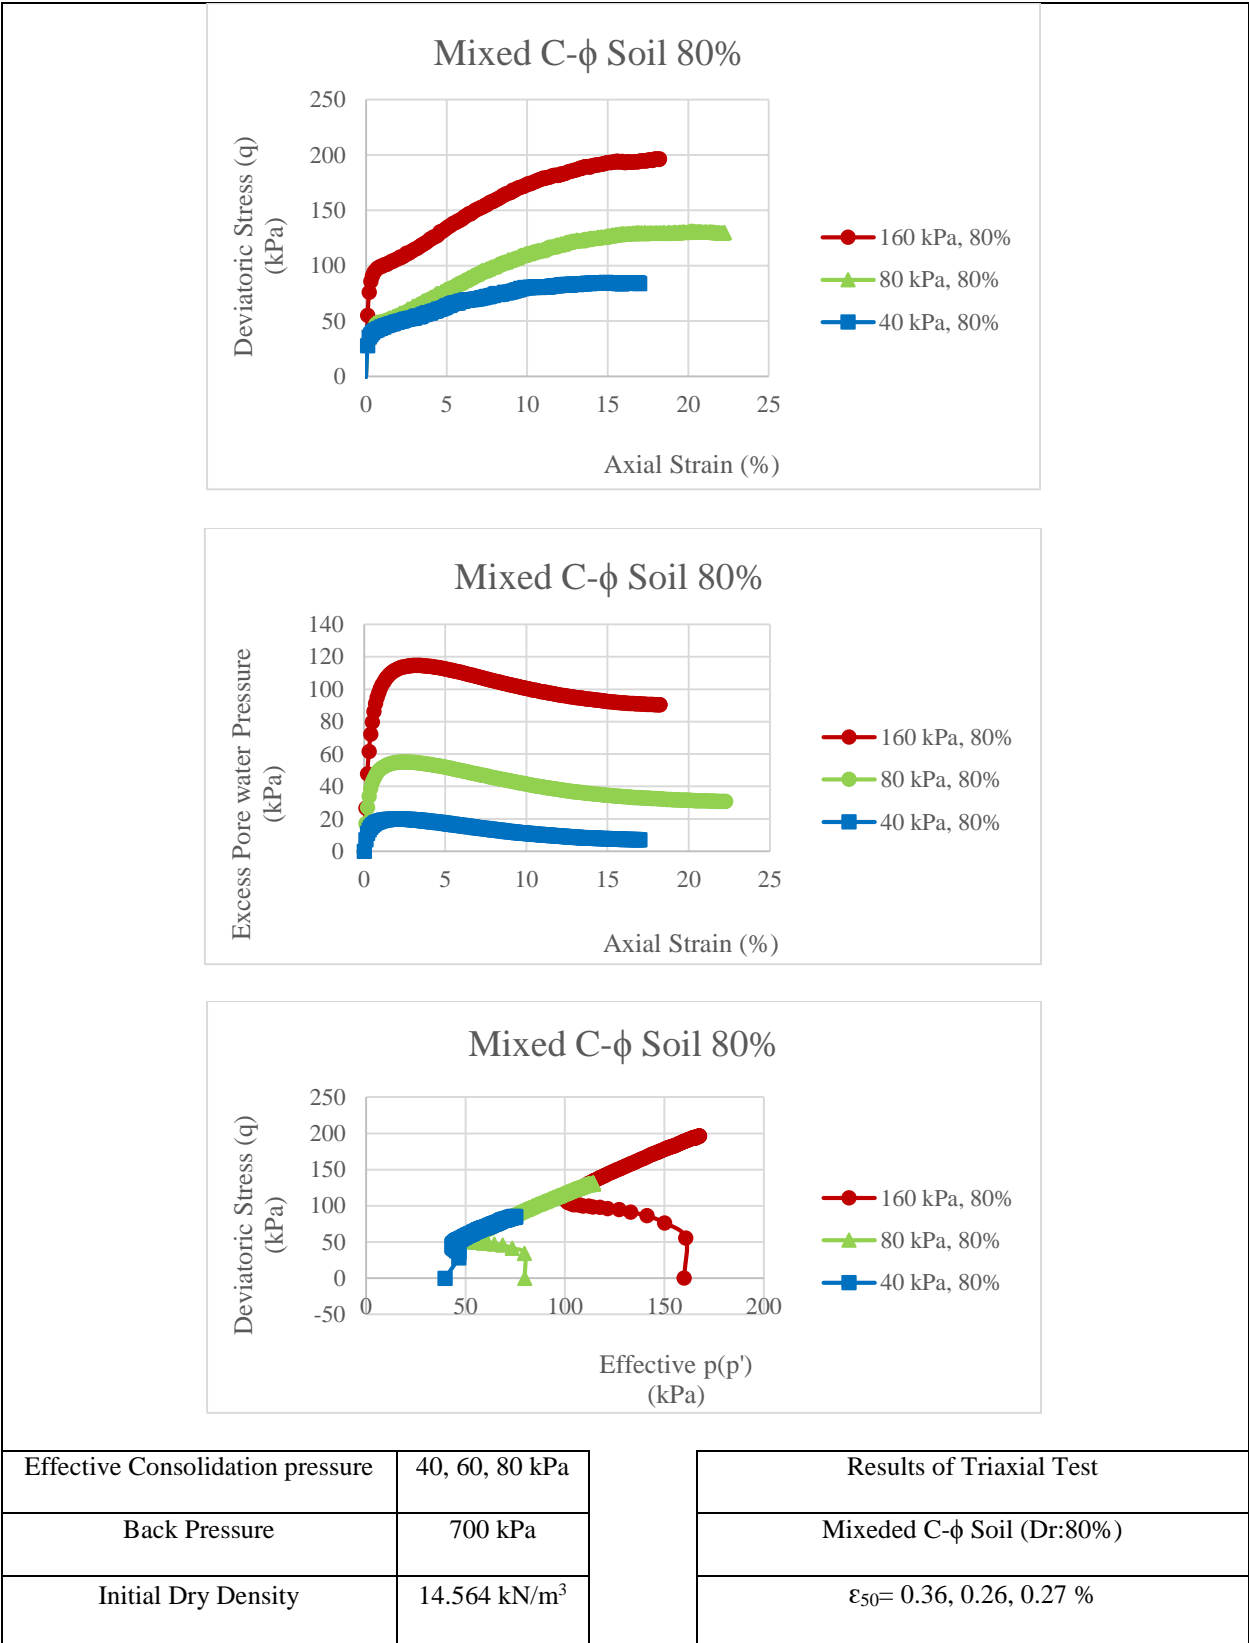 Mixed C-ϕ Soil 80%
Deviatoric Stress (q)
(kPa)
250
200
150
100
50
0
0 5 10 15 20 25
Axial Strain (%)
160 kPa, 80%
80 kPa, 80%
40 kPa, 80%
Mixed C-ϕ Soil 80%
Excess Pore water Pressure
(kPa)
140
120
100
80
60
40
20
0
0 5 10 15 20 25
Axial Strain (%)
160 kPa, 80%
80 kPa, 80%
40 kPa, 80%
Mixed C-ϕ Soil 80%
Deviatoric Stress (q)
(kPa)
250
200
150
100
50
0
-50
0 50 100 150 200
Effective p(p')
(kPa)
160 kPa, 80%
80 kPa, 80%
40 kPa, 80%
Effective Consolidation pressure 40, 60, 80 kPa
Results of Triaxial Test
Back Pressure 700 kPa
Mixeded C-ϕ Soil (Dr:80%)
Initial Dry Density 14.564 kN/m³
ε₅₀= 0.36, 0.26, 0.27 %